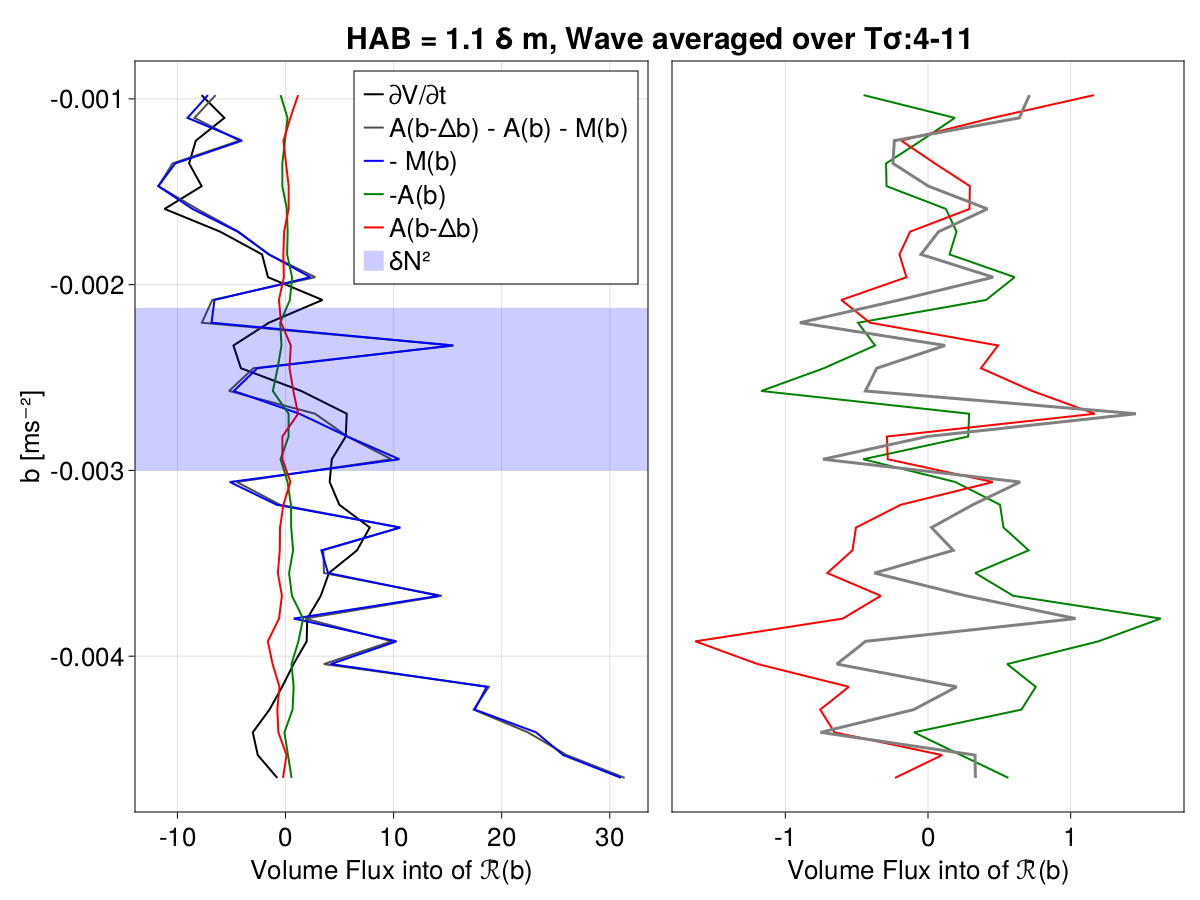 HAB = 1.1 δ m, Wave averaged over Tσ:4-11
∂V/∂t
A(b-Δb) - A(b) - M(b)
- M(b)
-A(b)
A(b-Δb)
δN²
b [ms⁻²]
-0.001
-0.002
-0.003
-0.004
-10 0 10 20 30
Volume Flux into of ℛ(b)
-1 0 1
Volume Flux into of ℛ(b)